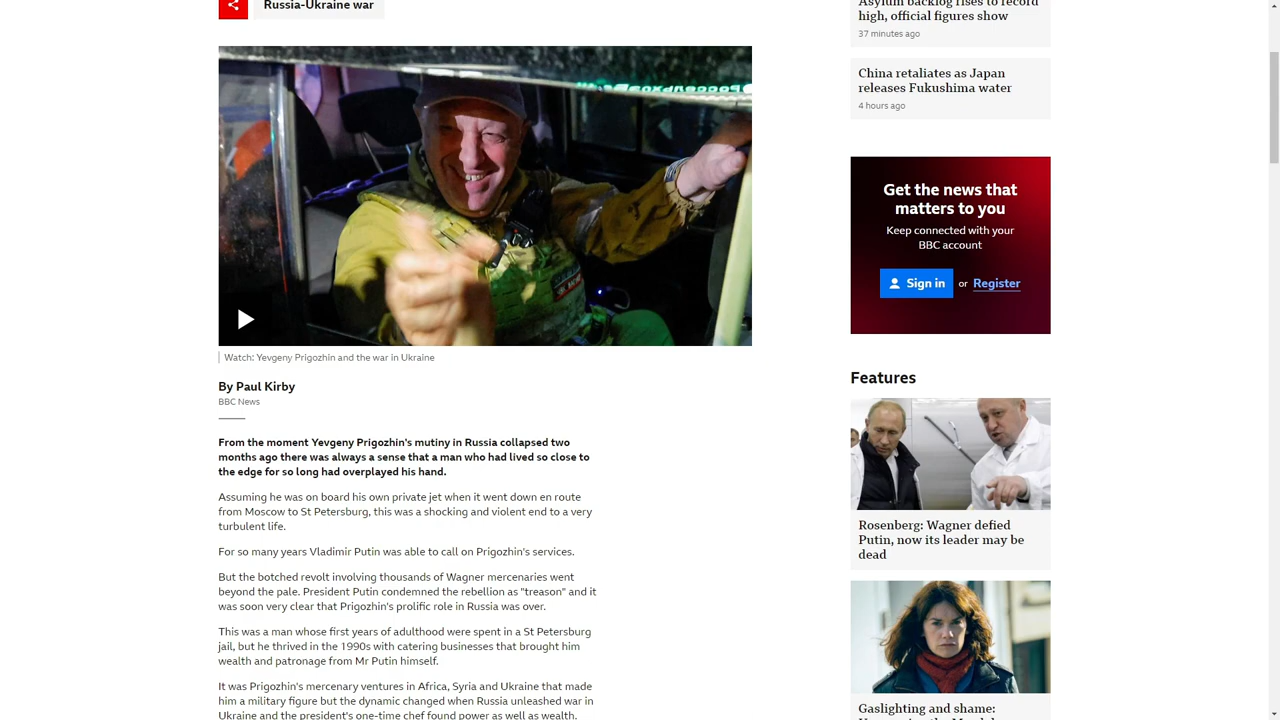 Russia-Ukraine war
Watch: Yevgeny Prigozhin and the war in Ukraine
By Paul Kirby
BBC News
From the moment Yevgeny Prigozhin's mutiny in Russia collapsed two
months ago there was always a sense that a man who had lived so close to
the edge for so long had overplayed his hand.
Assuming he was on board his own private jet when it went down en route
from Moscow to St Petersburg, this was a shocking and violent end to a very
turbulent life.
For so many years Vladimir Putin was able to call on Prigozhin's services.
But the botched revolt involving thousands of Wagner mercenaries went
beyond the pale. President Putin condemned the rebellion as "treason" and it
was soon very clear that Prigozhin's prolific role in Russia was over.
This was a man whose first years of adulthood were spent in a St Petersburg
jail, but he thrived in the 1990s with catering businesses that brought him
wealth and patronage from Mr Putin himself.
It was Prigozhin's mercenary ventures in Africa, Syria and Ukraine that made
him a military figure but the dynamic changed when Russia unleashed war in
Ukraine and the president's one-time chef found power as well as wealth.
Asylum backlog rises to record
high, official figures show
37 minutes ago
China retaliates as Japan
releases Fukushima water
4 hours ago
Get the news that
matters to you
Keep connected with your
BBC account
Sign in or Register
Features
Rosenberg: Wagner defied
Putin, now its leader may be
dead
Gaslighting and shame: